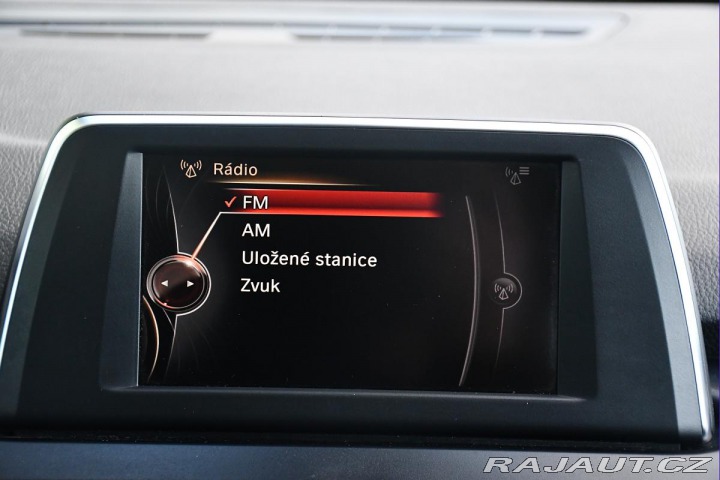 Rádio
FM
AM
Uložené stanice
Zvuk
RAJAUT.CZ